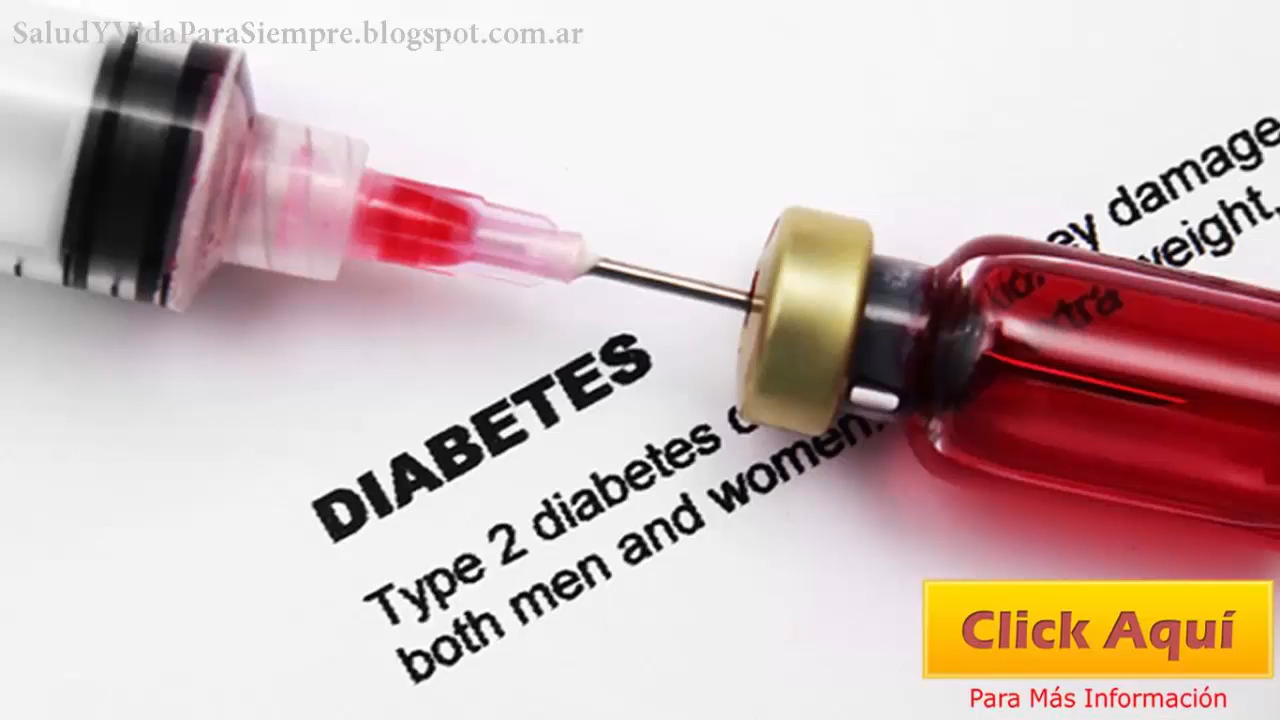 SaludYVidaParaSiempre.blogspot.com.ar
damage
weight,
DIABETES
Type 2 diabetes
both men and women,
Click Aquí
Para Más Información